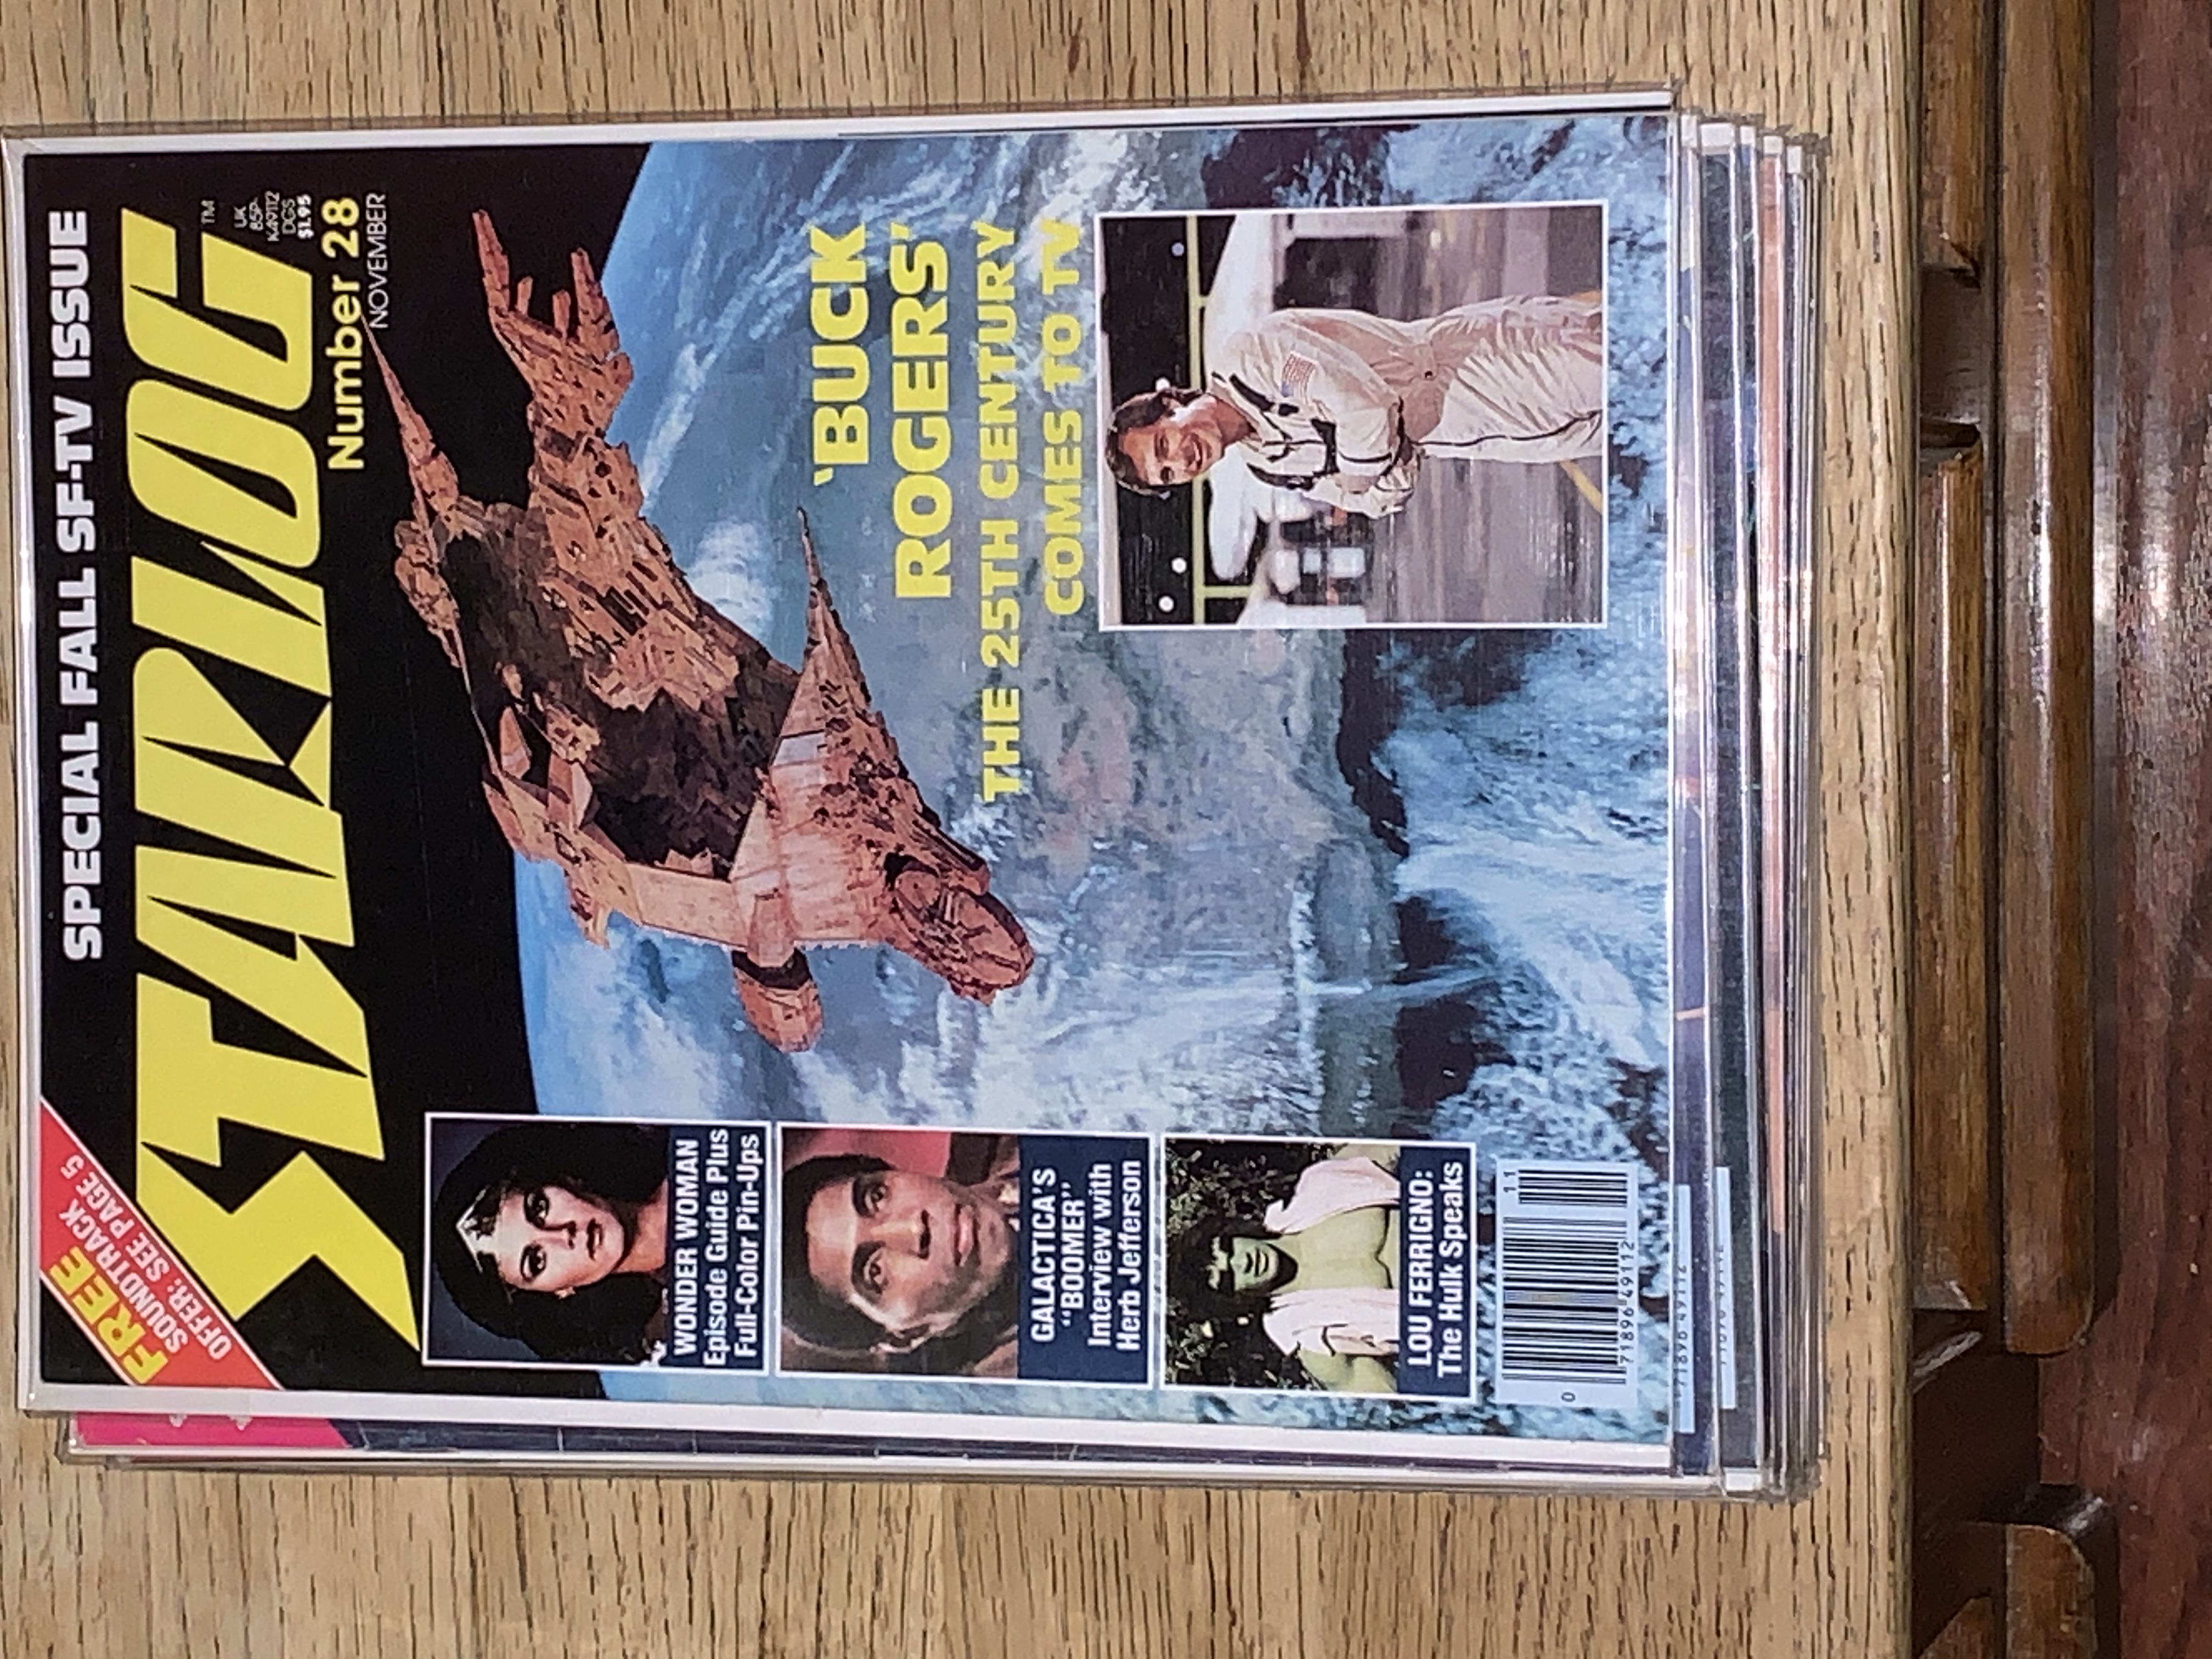 SPECIAL FALL SF-TV ISSUE
FREE
SOUNDTRACK
OFFER: SEE PAGE 5
STARLOG
TM
UK
85P
K49112
DGS
$1.95
Number 28
NOVEMBER
WONDER WOMAN
Episode Guide Plus
Full-Color Pin-Ups
'BUCK
ROGERS'
THE 25TH CENTURY
COMES TO TV
GALACTICA'S
"BOOMER"
Interview with
Herb Jefferson
LOU FERRIGNO:
The Hulk Speaks
11
0 71896 49112